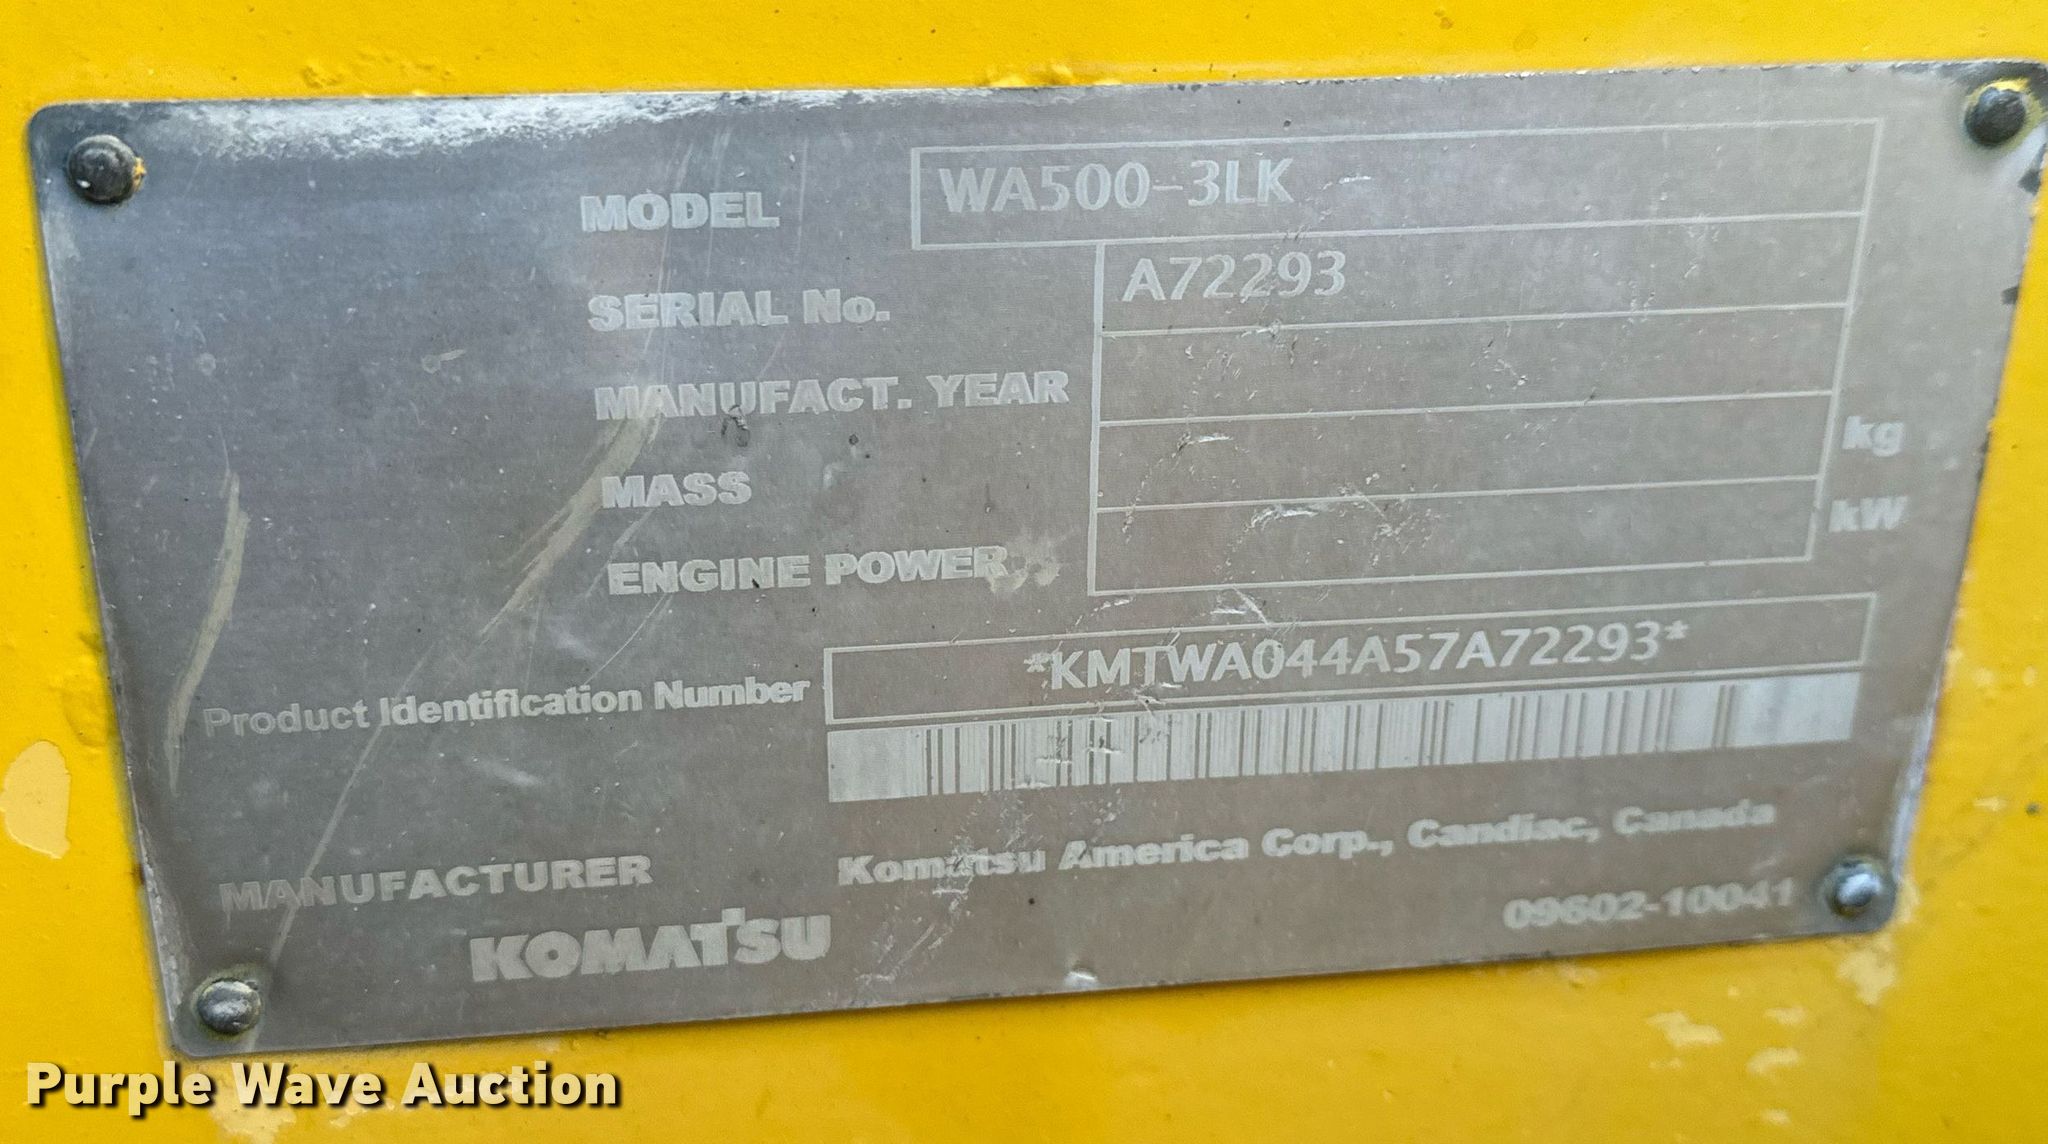 MODEL WA500-3LK
SERIAL No. A72293
MANUFACT. YEAR
MASS kg
ENGINE POWER kW
Product Identification Number *KMTWA044A57A72293*
MANUFACTURER Komatsu America Corp., Candiac, Canada
KOMATSU 09602-10041
Purple Wave Auction